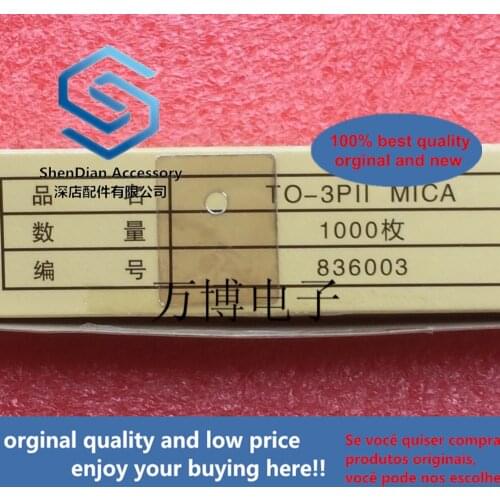 ShenDian Accessory
深店配件有限公司
100% best quality
orginal and new
品 名 TO-3PII MICA
数 量 1000枚
编 号 836003
万博电子
orginal quality and low price
enjoy your buying here!!
Se você quiser compra
produtos originais,
você pode nos escolhe